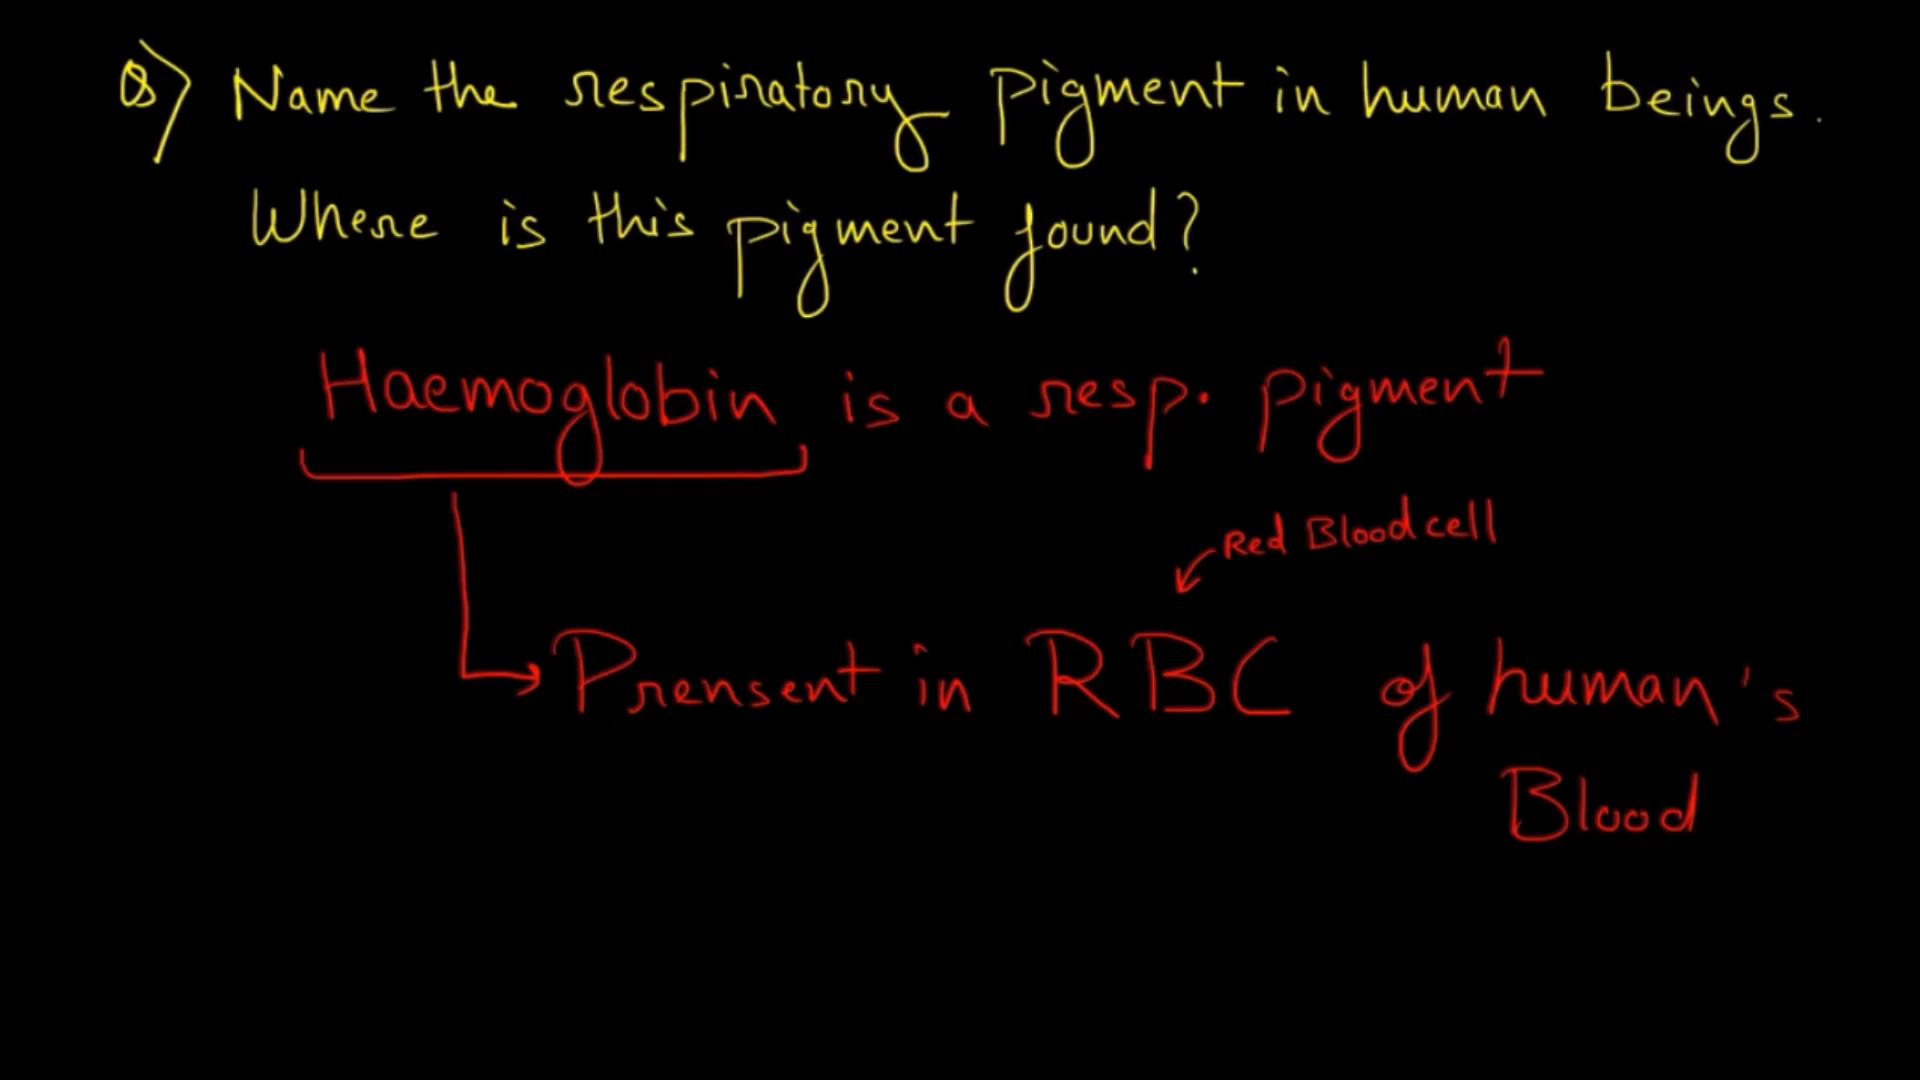 Q) Name the respiratory pigment in human beings.
Where is this pigment found?
Haemoglobin is a resp. pigment
Red Blood cell
Prensent in RBC of human's
Blood